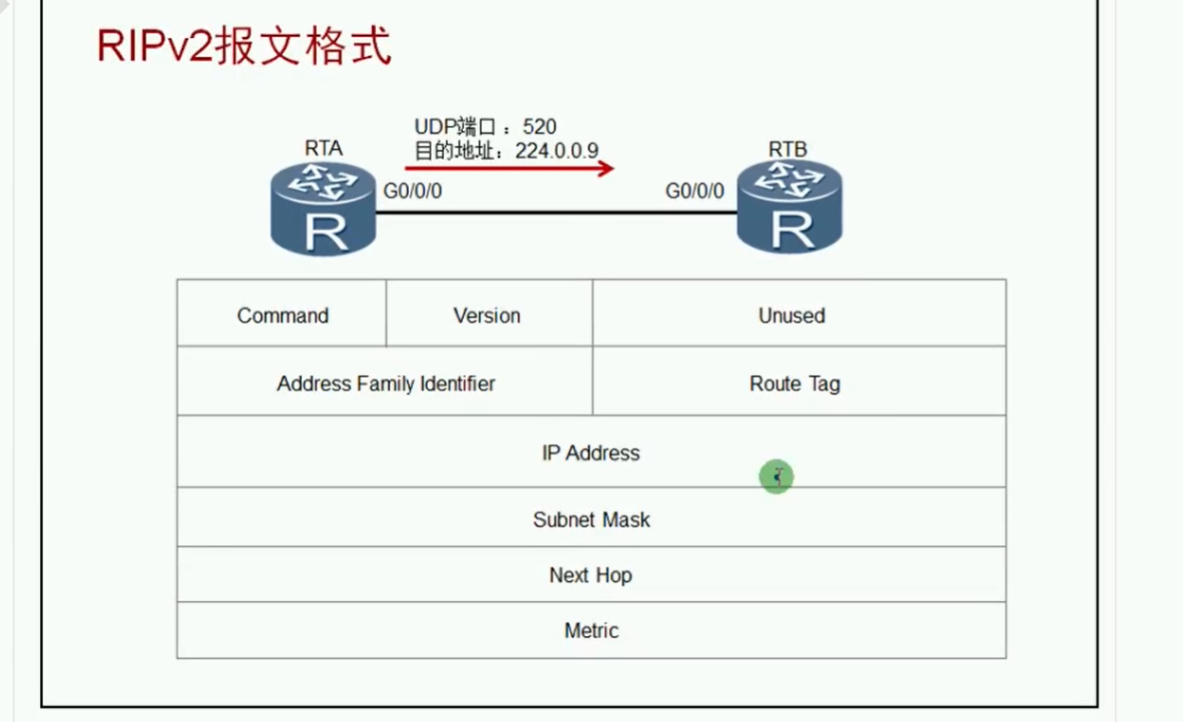 RIPv2报文格式
UDP端口：520
目的地址：224.0.0.9
RTA
RTB
G0/0/0
G0/0/0
R
R
Command
Version
Unused
Address Family Identifier
Route Tag
IP Address
Subnet Mask
Next Hop
Metric